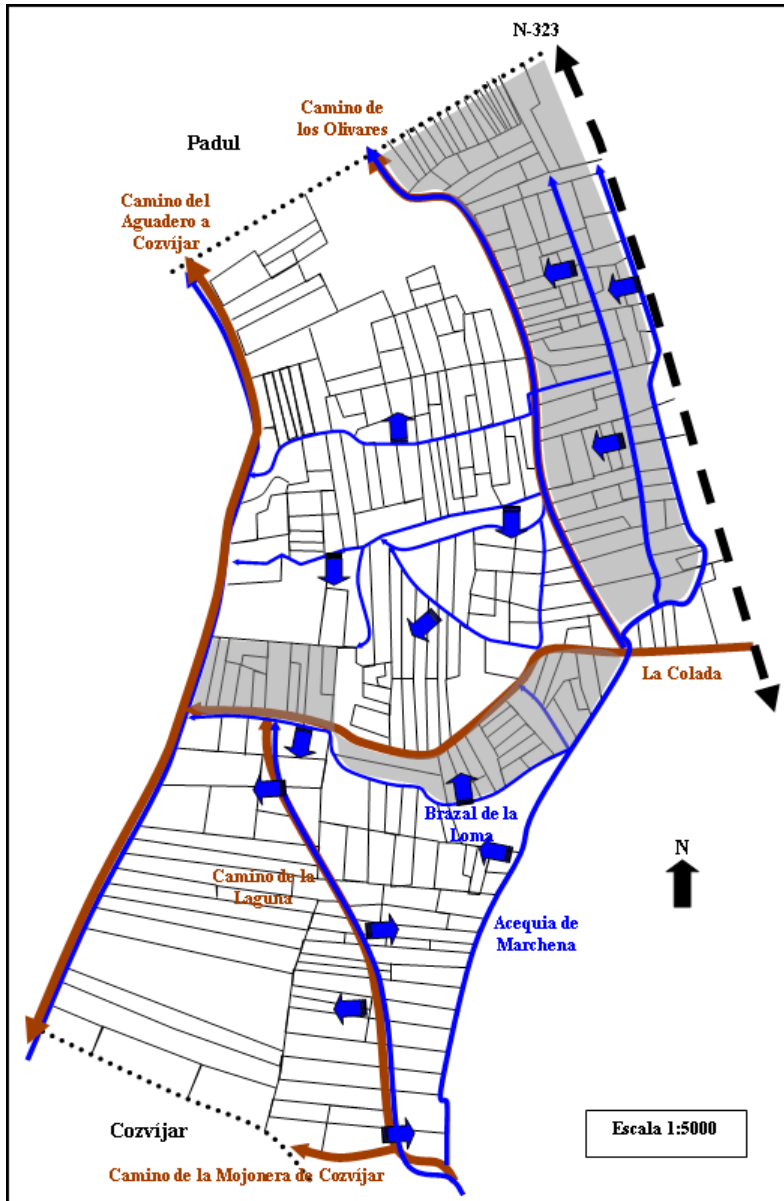 N-323
Camino de
los Olivares
Padul
Camino del
Aguadero a
Cozvíjar
La Colada
Brazal de la
Loma
N
Camino de la
Laguna
Acequia de
Marchena
Escala 1:5000
Cozvíjar
Camino de la Mojonera de Cozvíjar